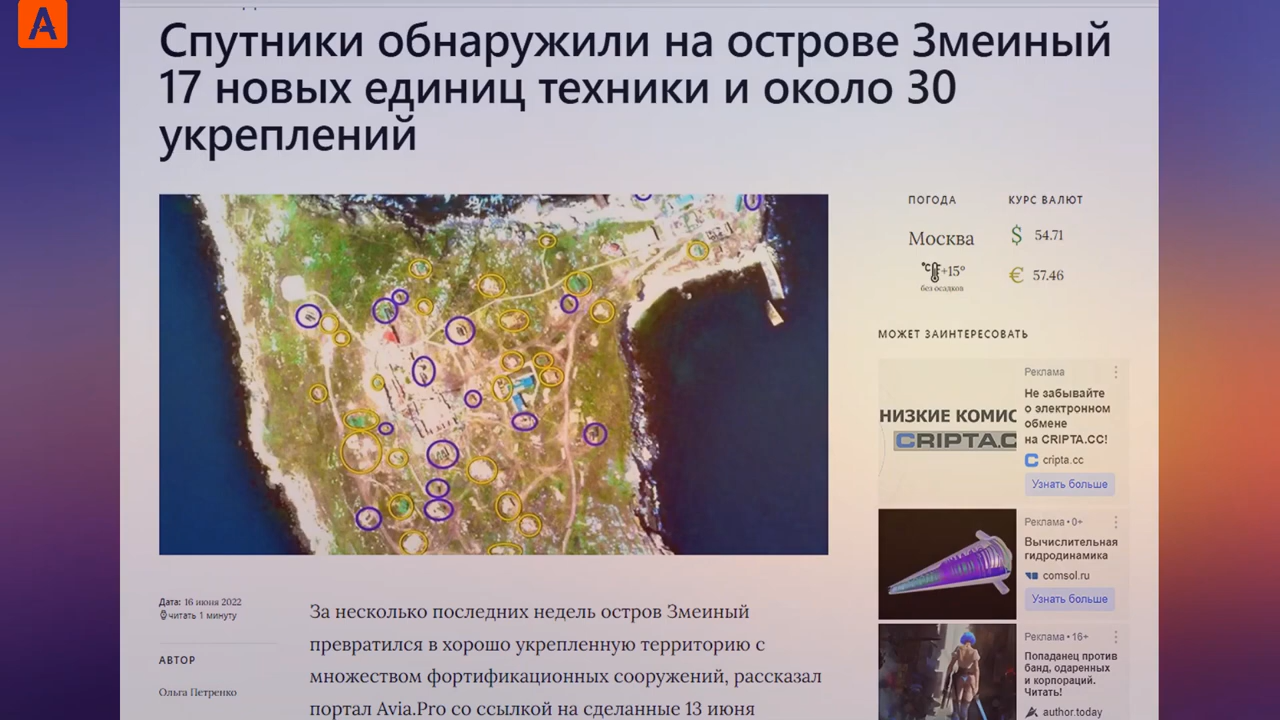 A
Спутники обнаружили на острове Змеиный
17 новых единиц техники и около 30
укреплений
ПОГОДА
КУРС ВАЛЮТ
Москва
$ 54.71
°C +15°
без осадков
€ 57.46
МОЖЕТ ЗАИНТЕРЕСОВАТЬ
Реклама
Не забывайте
о электронном
обмене
на CRIPTA.CC!
НИЗКИЕ КОМИС
CRIPTA.C
cripta.cc
Узнать больше
Реклама • 0+
Вычислительная
гидродинамика
comsol.ru
Узнать больше
Реклама • 16+
Попаданец против
банд, одаренных
и корпораций.
Читать!
author.today
Дата: 16 июня 2022
читать 1 минуту
АВТОР
Ольга Петренко
За несколько последних недель остров Змеиный
превратился в хорошо укрепленную территорию с
множеством фортификационных сооружений, рассказал
портал Avia.Pro со ссылкой на сделанные 13 июня